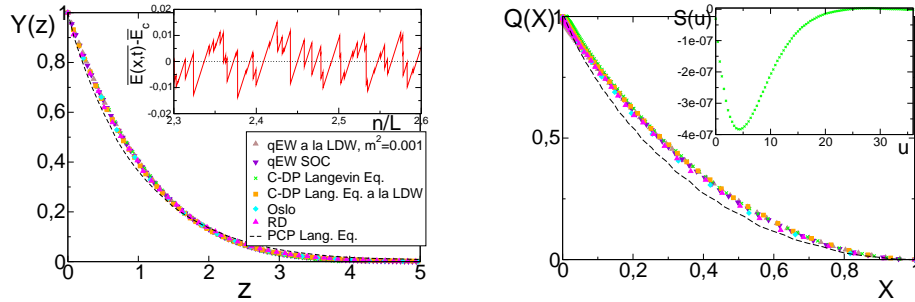 Y(z)
1
0,8
0,6
0,4
0,2
0
0
1
2
3
4
5
z
E(x,t)-E_c
0.02
0.01
0.00
-0.01
-0.02
2,3
2,4
2,5
2,6
n/L
qEW a la LDW, m²=0.001
qEW SOC
C-DP Langevin Eq.
C-DP Lang. Eq. a la LDW
Oslo
RD
PCP Lang. Eq.
Q(X)
1
0,5
0
0
0,2
0,4
0,6
0,8
1
X
S(u)
0
-1e-07
-2e-07
-3e-07
-4e-07
0
10
20
30
u